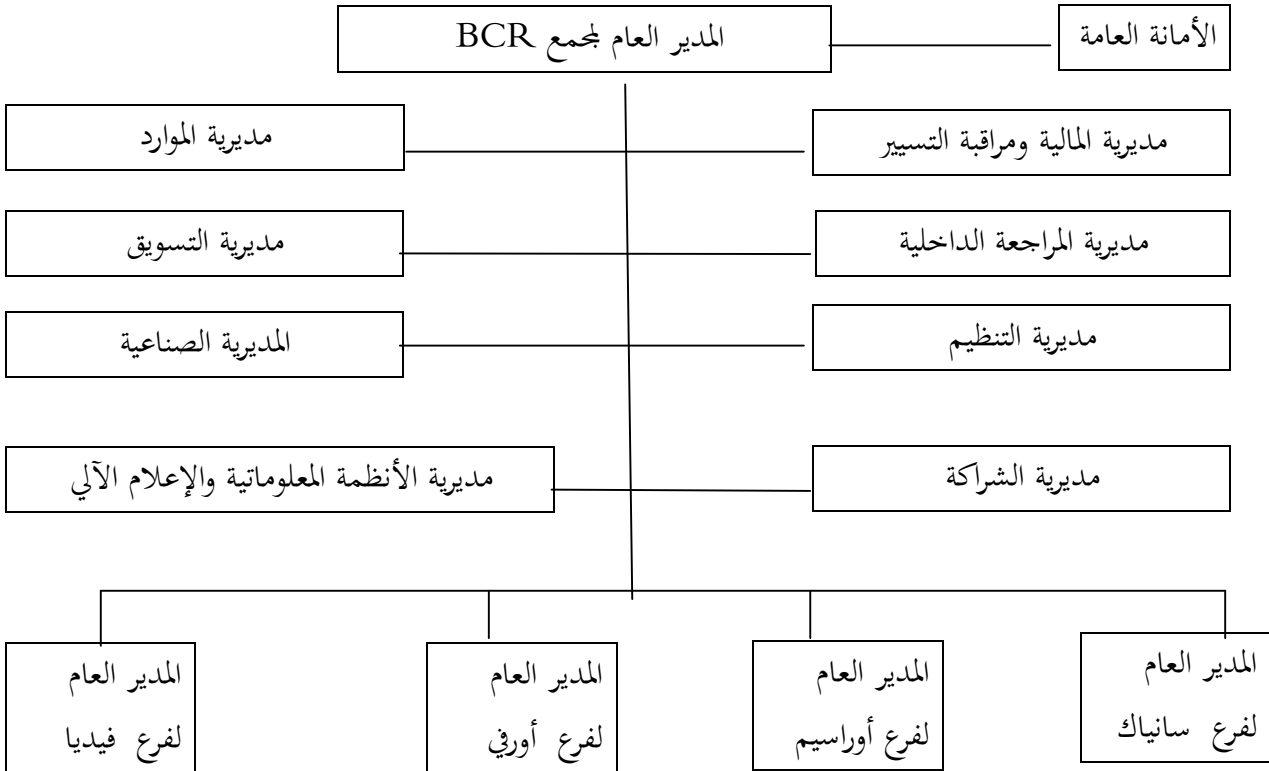 الأمانة العامة
المدير العام لمجمع BCR
مديرية المالية ومراقبة التسيير
مديرية الموارد
مديرية المراجعة الداخلية
مديرية التسويق
مديرية التنظيم
المديرية الصناعية
مديرية الشراكة
مديرية الأنظمة المعلوماتية والإعلام الآلي
المدير العام
لفرع سانياك
المدير العام
لفرع أوراسيم
المدير العام
لفرع أورفي
المدير العام
لفرع فيديا